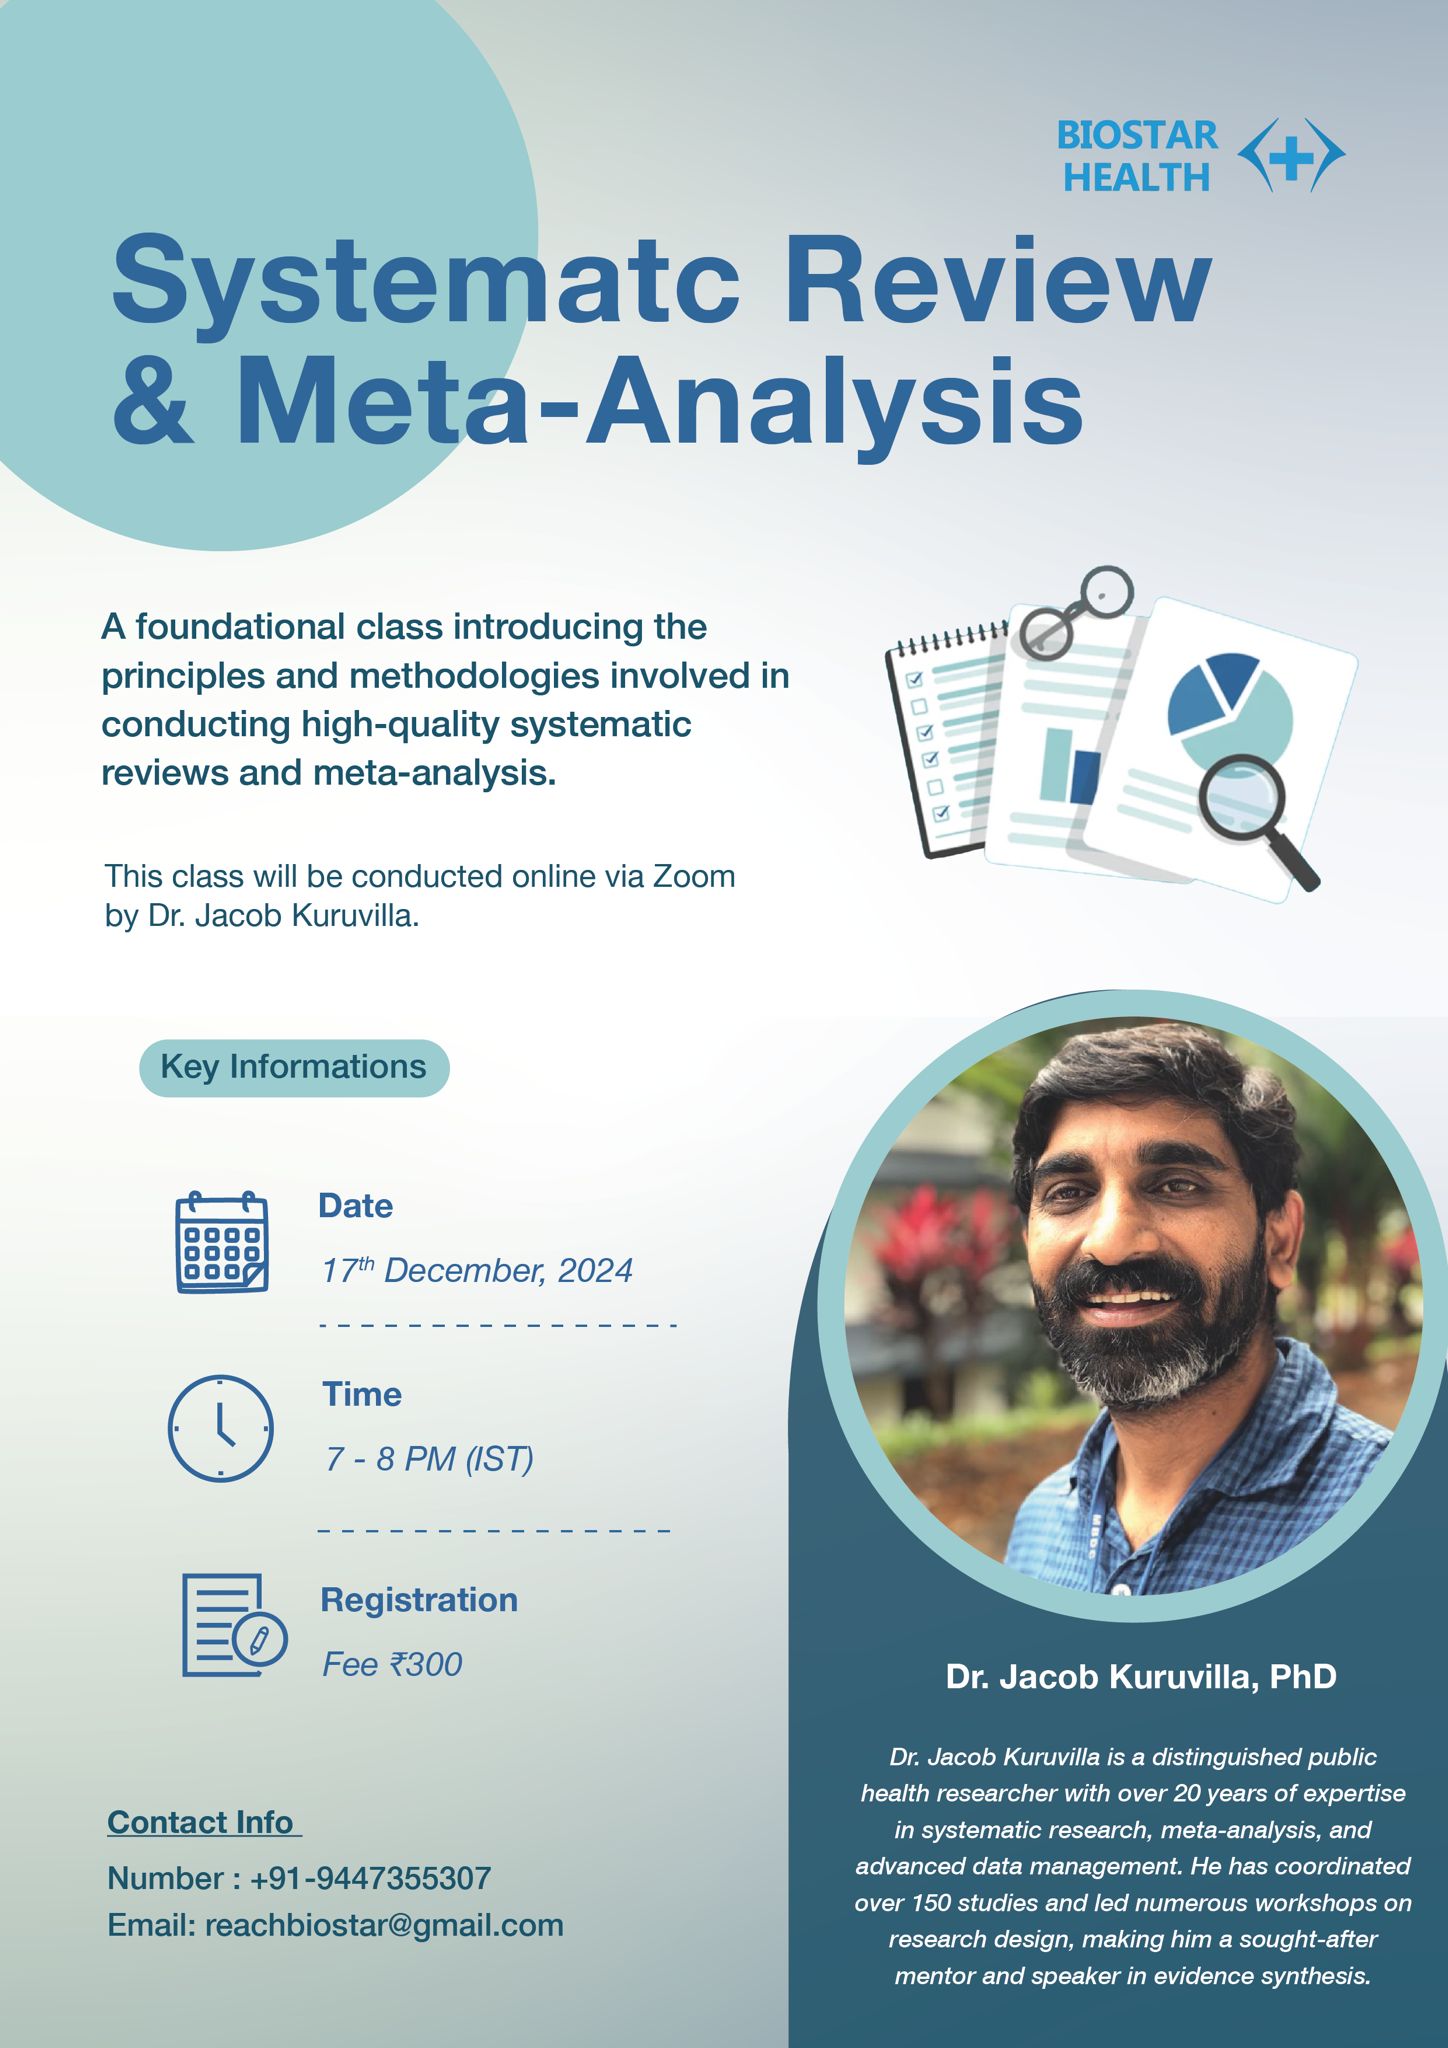 BIOSTAR
HEALTH
Systematc Review
& Meta-Analysis
A foundational class introducing the
principles and methodologies involved in
conducting high-quality systematic
reviews and meta-analysis.
This class will be conducted online via Zoom
by Dr. Jacob Kuruvilla.
Key Informations
Date
17th December, 2024
Time
7 - 8 PM (IST)
Registration
Fee ₹300
Contact Info
Number : +91-9447355307
Email: reachbiostar@gmail.com
MBDC
Dr. Jacob Kuruvilla, PhD
Dr. Jacob Kuruvilla is a distinguished public
health researcher with over 20 years of expertise
in systematic research, meta-analysis, and
advanced data management. He has coordinated
over 150 studies and led numerous workshops on
research design, making him a sought-after
mentor and speaker in evidence synthesis.